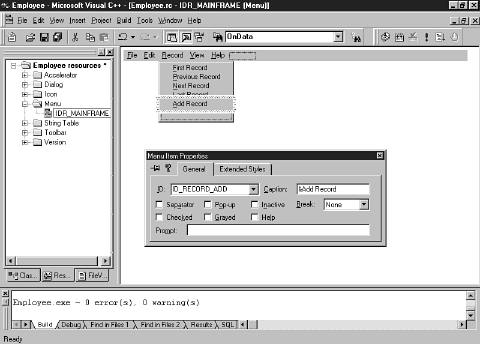 Employee - Microsoft Visual C++ - [Employee.rc - IDR_MAINFRAME (Menu)]
File Edit View Insert Project Build Tools Window Help
OnData
Employee resources *
Accelerator
Dialog
Icon
Menu
IDR_MAINFRAME
String Table
Toolbar
Version
File Edit Record View Help
First Record
Previous Record
Next Record
Last Record
Add Record
Menu Item Properties
General Extended Styles
ID: ID_RECORD_ADD Caption: &Add Record
Separator Pop-up Inactive Break: None
Checked Grayed Help
Prompt:
Clas... Res... FileV...
Employee.exe - 0 error(s), 0 warning(s)
Build Debug Find in Files 1 Find in Files 2 Results SQL
Ready